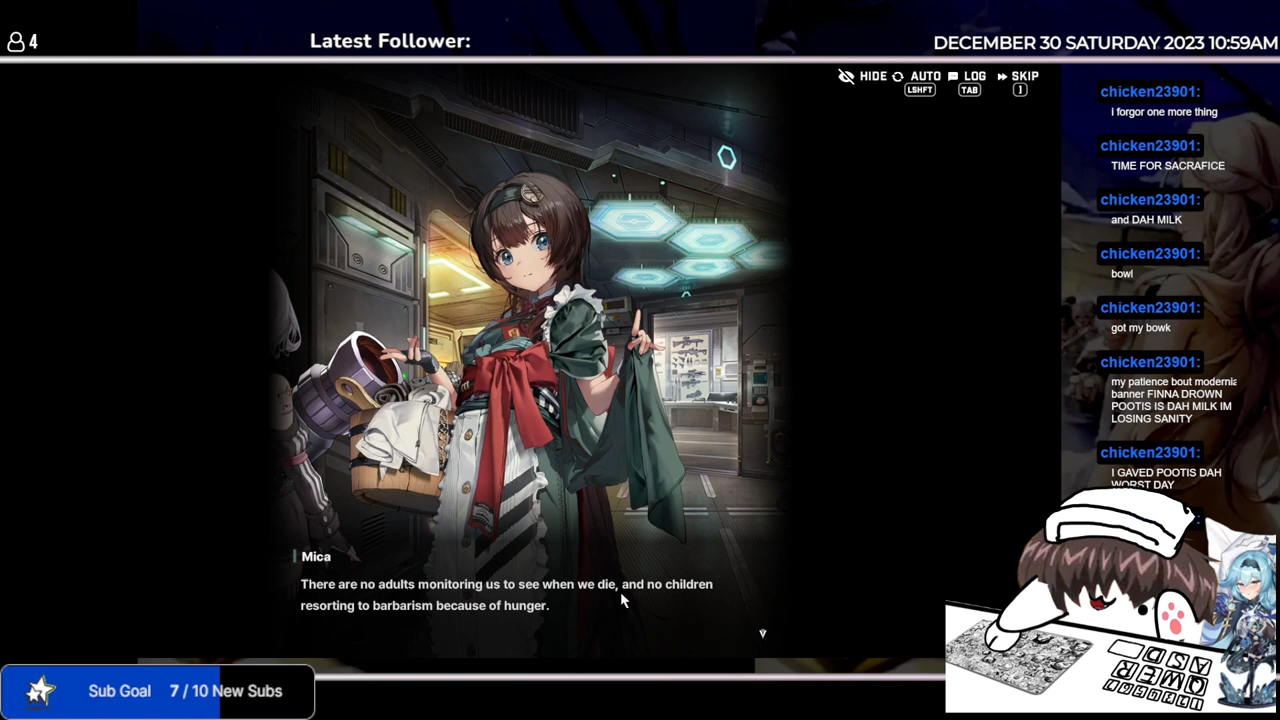 4
Latest Follower:
DECEMBER 30 SATURDAY 2023 10:59AM
HIDE AUTO LOG SKIP
LSHFT TAB ]
chicken23901:
i forgor one more thing
chicken23901:
TIME FOR SACRAFICE
chicken23901:
and DAH MILK
chicken23901:
bowl
chicken23901:
got my bowk
chicken23901:
my patience bout modernia
banner FINNA DROWN
POOTIS IS DAH MILK IM
LOSING SANITY
chicken23901:
I GAVED POOTIS DAH
WORST DAY
Mica
There are no adults monitoring us to see when we die, and no children
resorting to barbarism because of hunger.
Sub Goal 7 / 10 New Subs
A S D
Q W E R